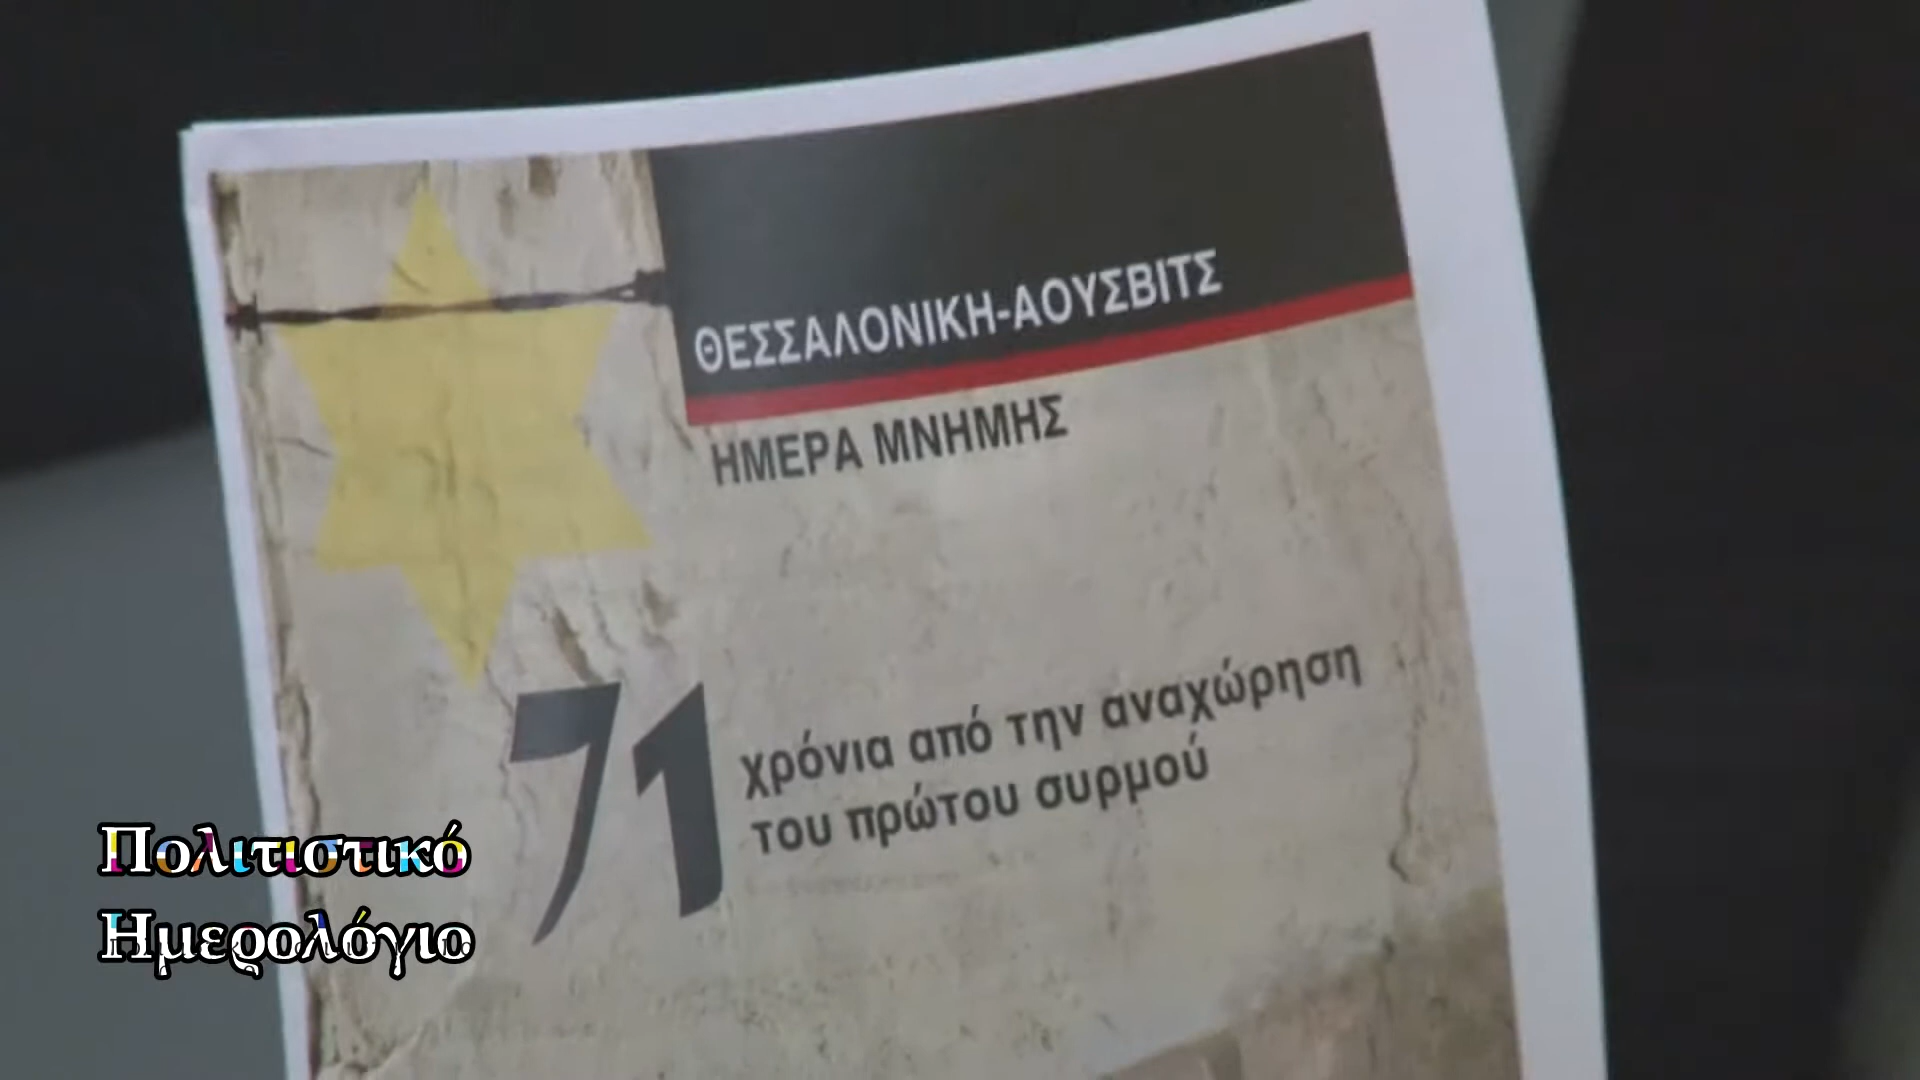 ΘΕΣΣΑΛΟΝΙΚΗ-ΑΟΥΣΒΙΤΣ
ΗΜΕΡΑ ΜΝΗΜΗΣ
71 χρόνια από την αναχώρηση
του πρώτου συρμού
Πολιτιστικό
Ημερολόγιο